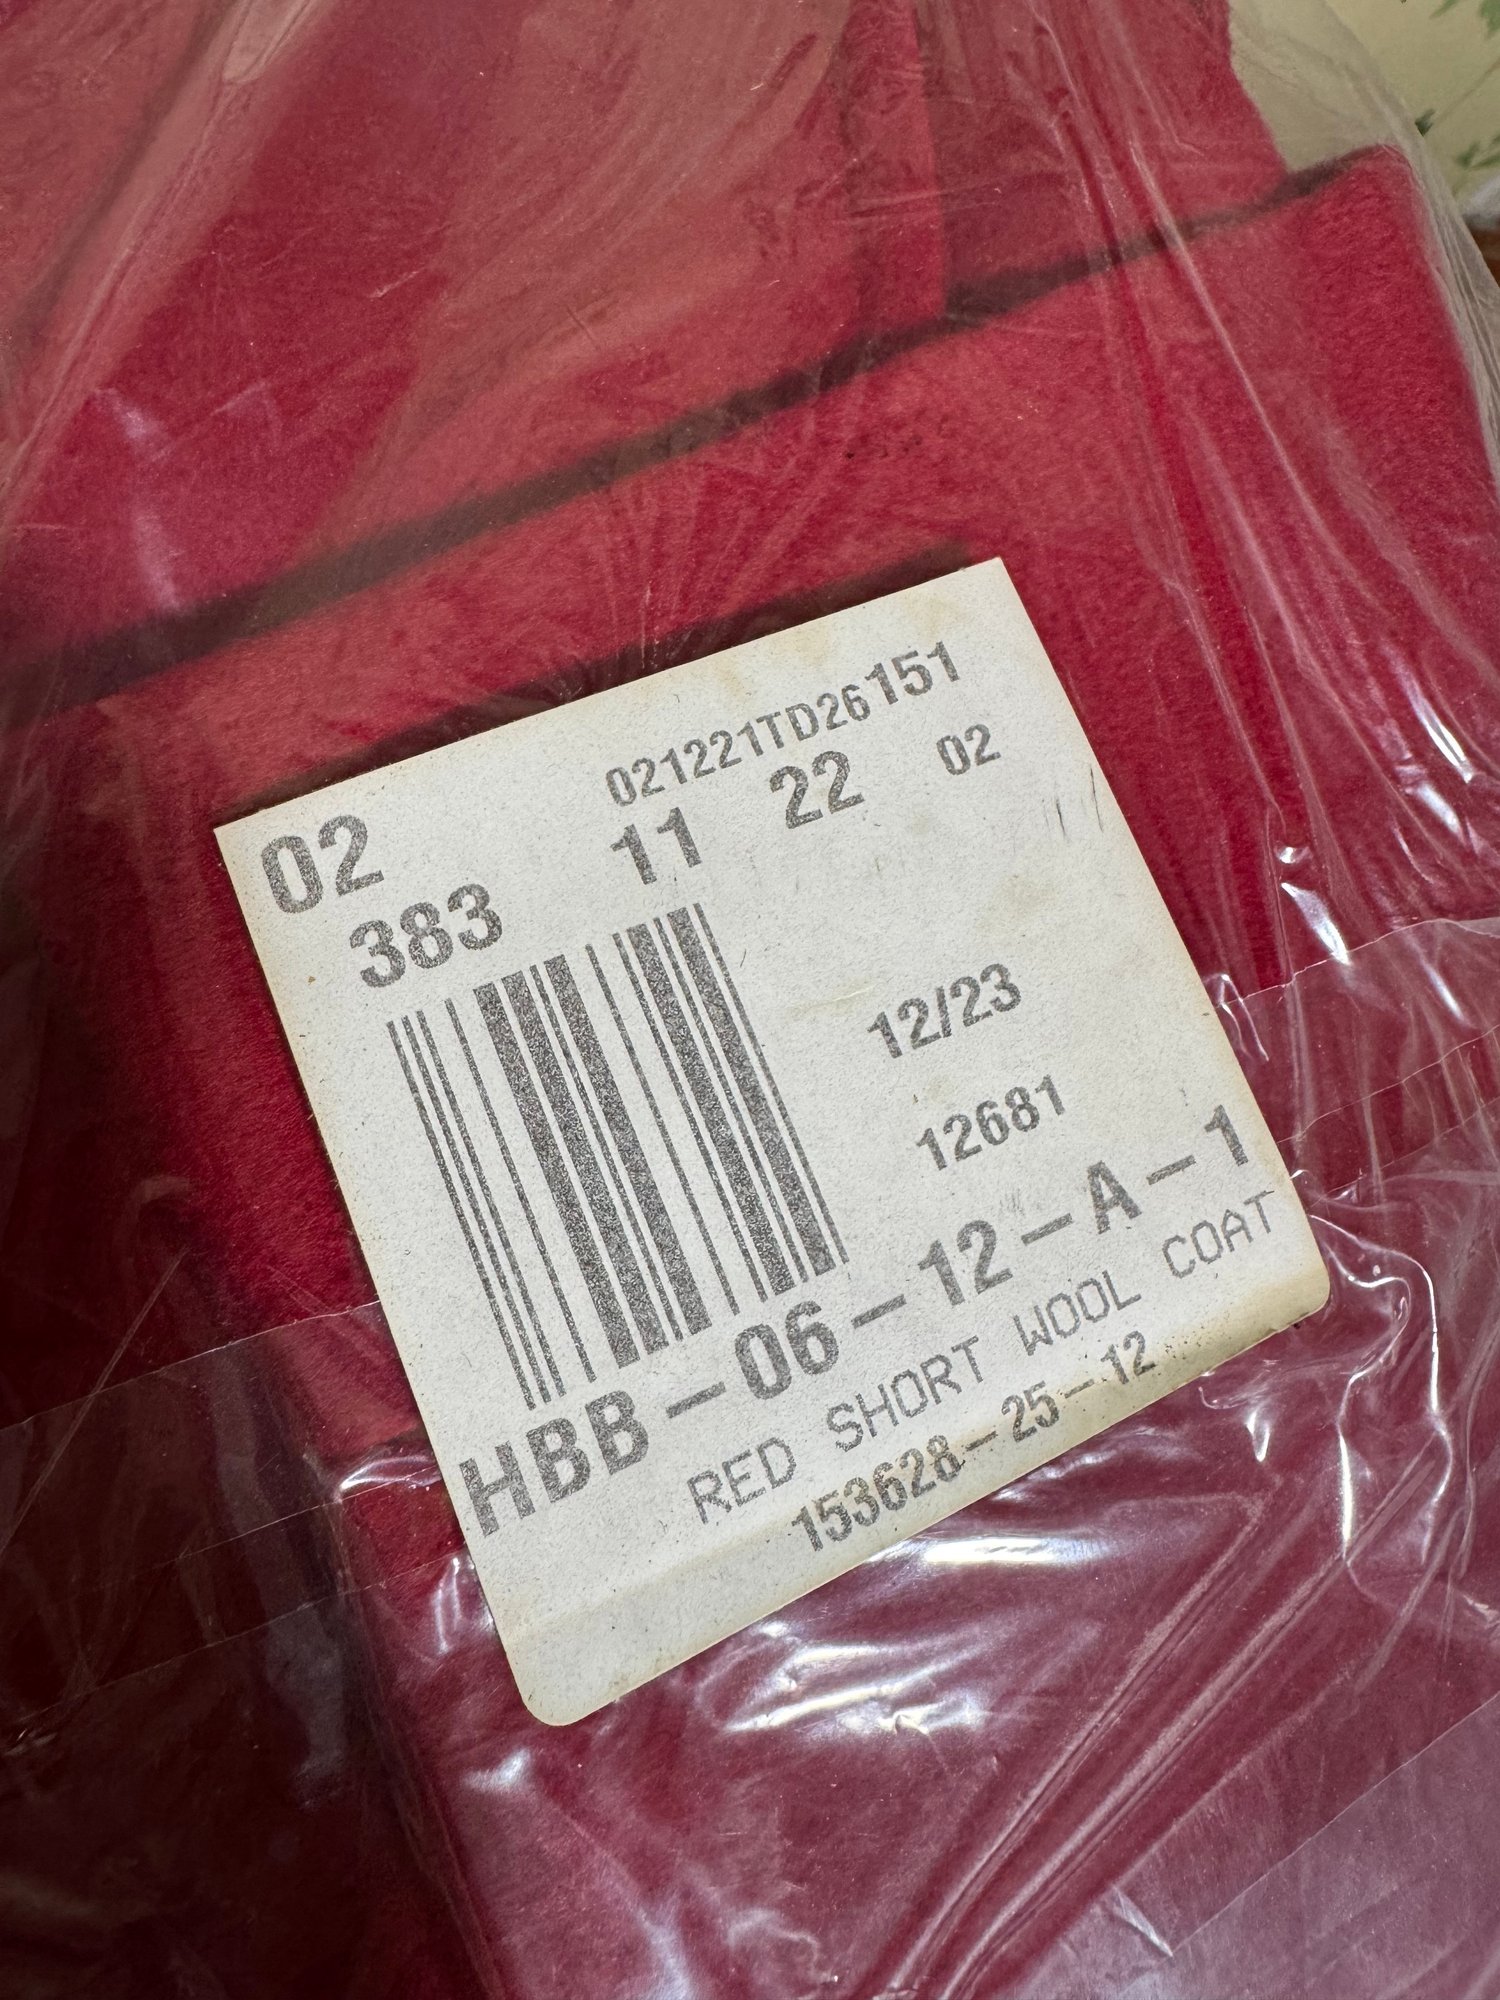 021221TD26151
02 11 22 02
383
12/23
12681
HBB-06-12-A-1
RED SHORT WOOL COAT
153628-25-12